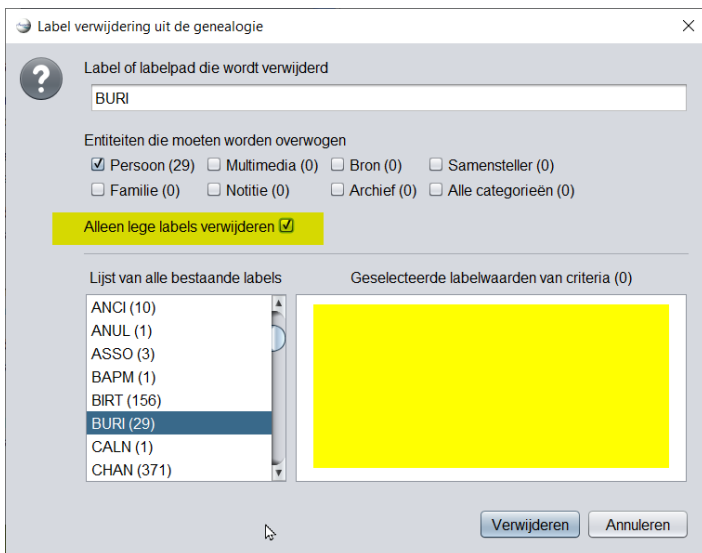 Label verwijdering uit de genealogie
?
Label of labelpad die wordt verwijderd
BURI
Entiteiten die moeten worden overwogen
Persoon (29) Multimedia (0) Bron (0) Samensteller (0)
Familie (0) Notitie (0) Archief (0) Alle categorieën (0)
Alleen lege labels verwijderen
Lijst van alle bestaande labels Geselecteerde labelwaarden van criteria (0)
ANCI (10)
ANUL (1)
ASSO (3)
BAPM (1)
BIRT (156)
BURI (29)
CALN (1)
CHAN (371)
Verwijderen Annuleren